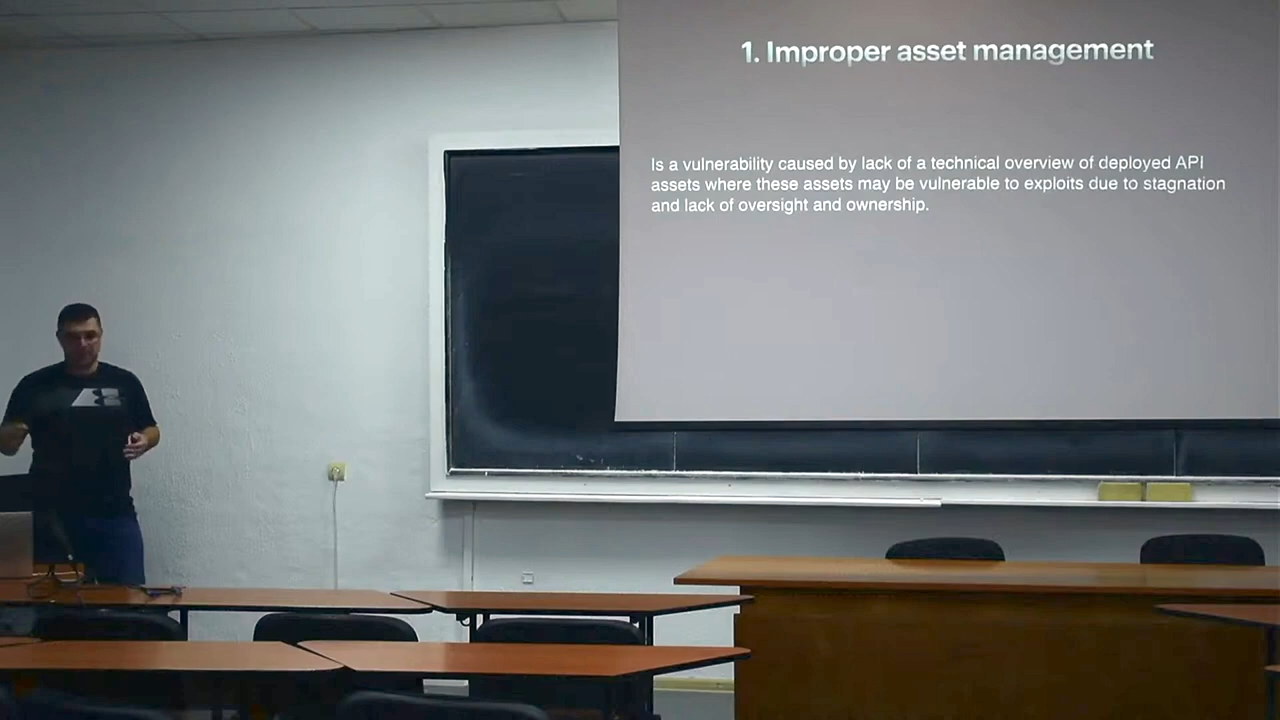 1. Improper asset management
Is a vulnerability caused by lack of a technical overview of deployed API
assets where these assets may be vulnerable to exploits due to stagnation
and lack of oversight and ownership.